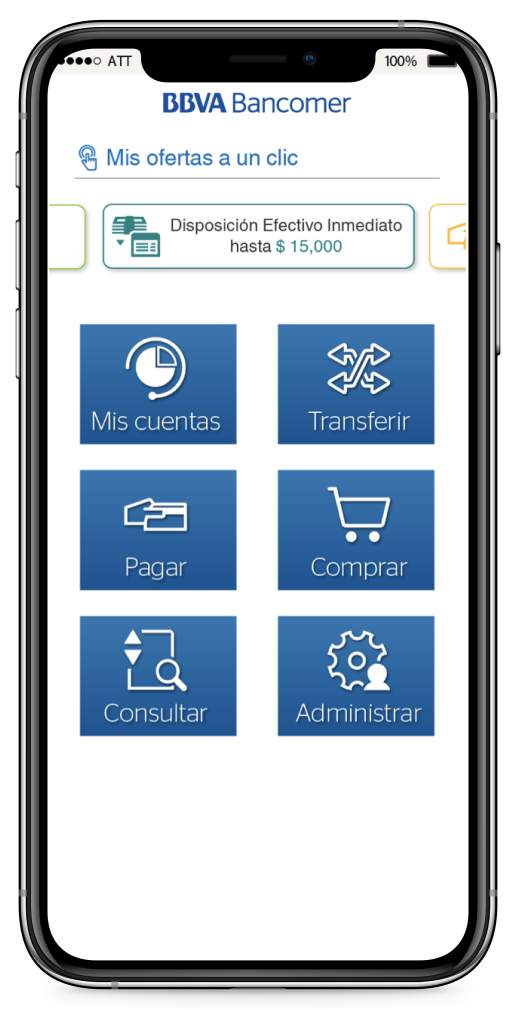 ATT
100%
BBVA Bancomer
Mis ofertas a un clic
Disposición Efectivo Inmediato
hasta $ 15,000
Mis cuentas
Transferir
Pagar
Comprar
Consultar
Administrar